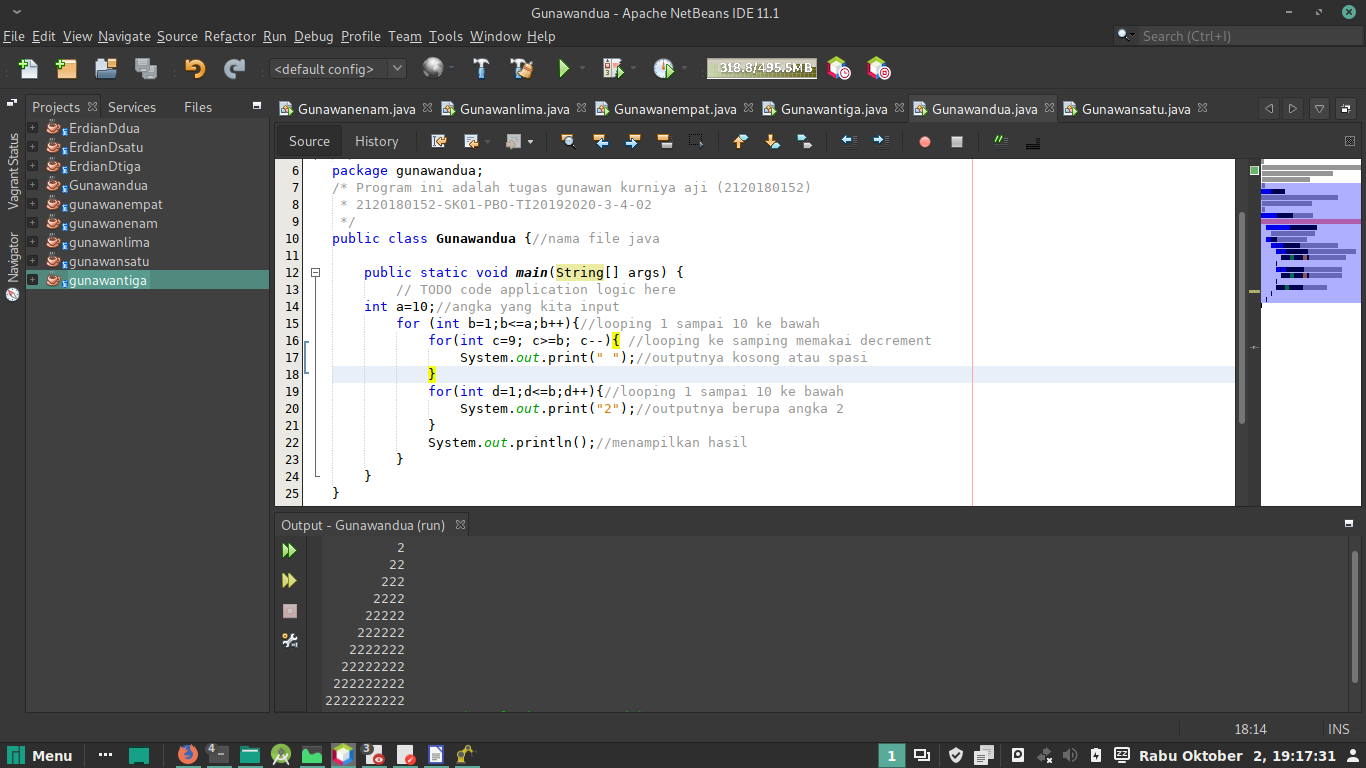 Gunawandua - Apache NetBeans IDE 11.1
File Edit View Navigate Source Refactor Run Debug Profile Team Tools Window Help
Search (Ctrl+I)
<default config>
318.8/495.5MB
Projects Services Files
Gunawanenam.java Gunawanlima.java Gunawanempat.java Gunawantiga.java Gunawandua.java Gunawansatu.java
Vagrant Status
Navigator
ErdianDdua
ErdianDsatu
ErdianDtiga
Gunawandua
gunawanempat
gunawanenam
gunawanlima
gunawansatu
gunawantiga
Source History
6 package gunawandua;
7 /* Program ini adalah tugas gunawan kurniya aji (2120180152)
8 * 2120180152-SK01-PBO-TI20192020-3-4-02
9 */
10 public class Gunawandua {//nama file java
11
12 public static void main(String[] args) {
13 // TODO code application logic here
14 int a=10;//angka yang kita input
15 for (int b=1;b<=a;b++){//looping 1 sampai 10 ke bawah
16 for(int c=9; c>=b; c--){ //looping ke samping memakai decrement
17 System.out.print(" ");//outputnya kosong atau spasi
18 }
19 for(int d=1;d<=b;d++){//looping 1 sampai 10 ke bawah
20 System.out.print("2");//outputnya berupa angka 2
21 }
22 System.out.println();//menampilkan hasil
23 }
24 }
25 }
Output - Gunawandua (run)
2
22
222
2222
22222
222222
2222222
22222222
222222222
2222222222
18:14 INS
Menu 4 3 1 Rabu Oktober 2, 19:17:31